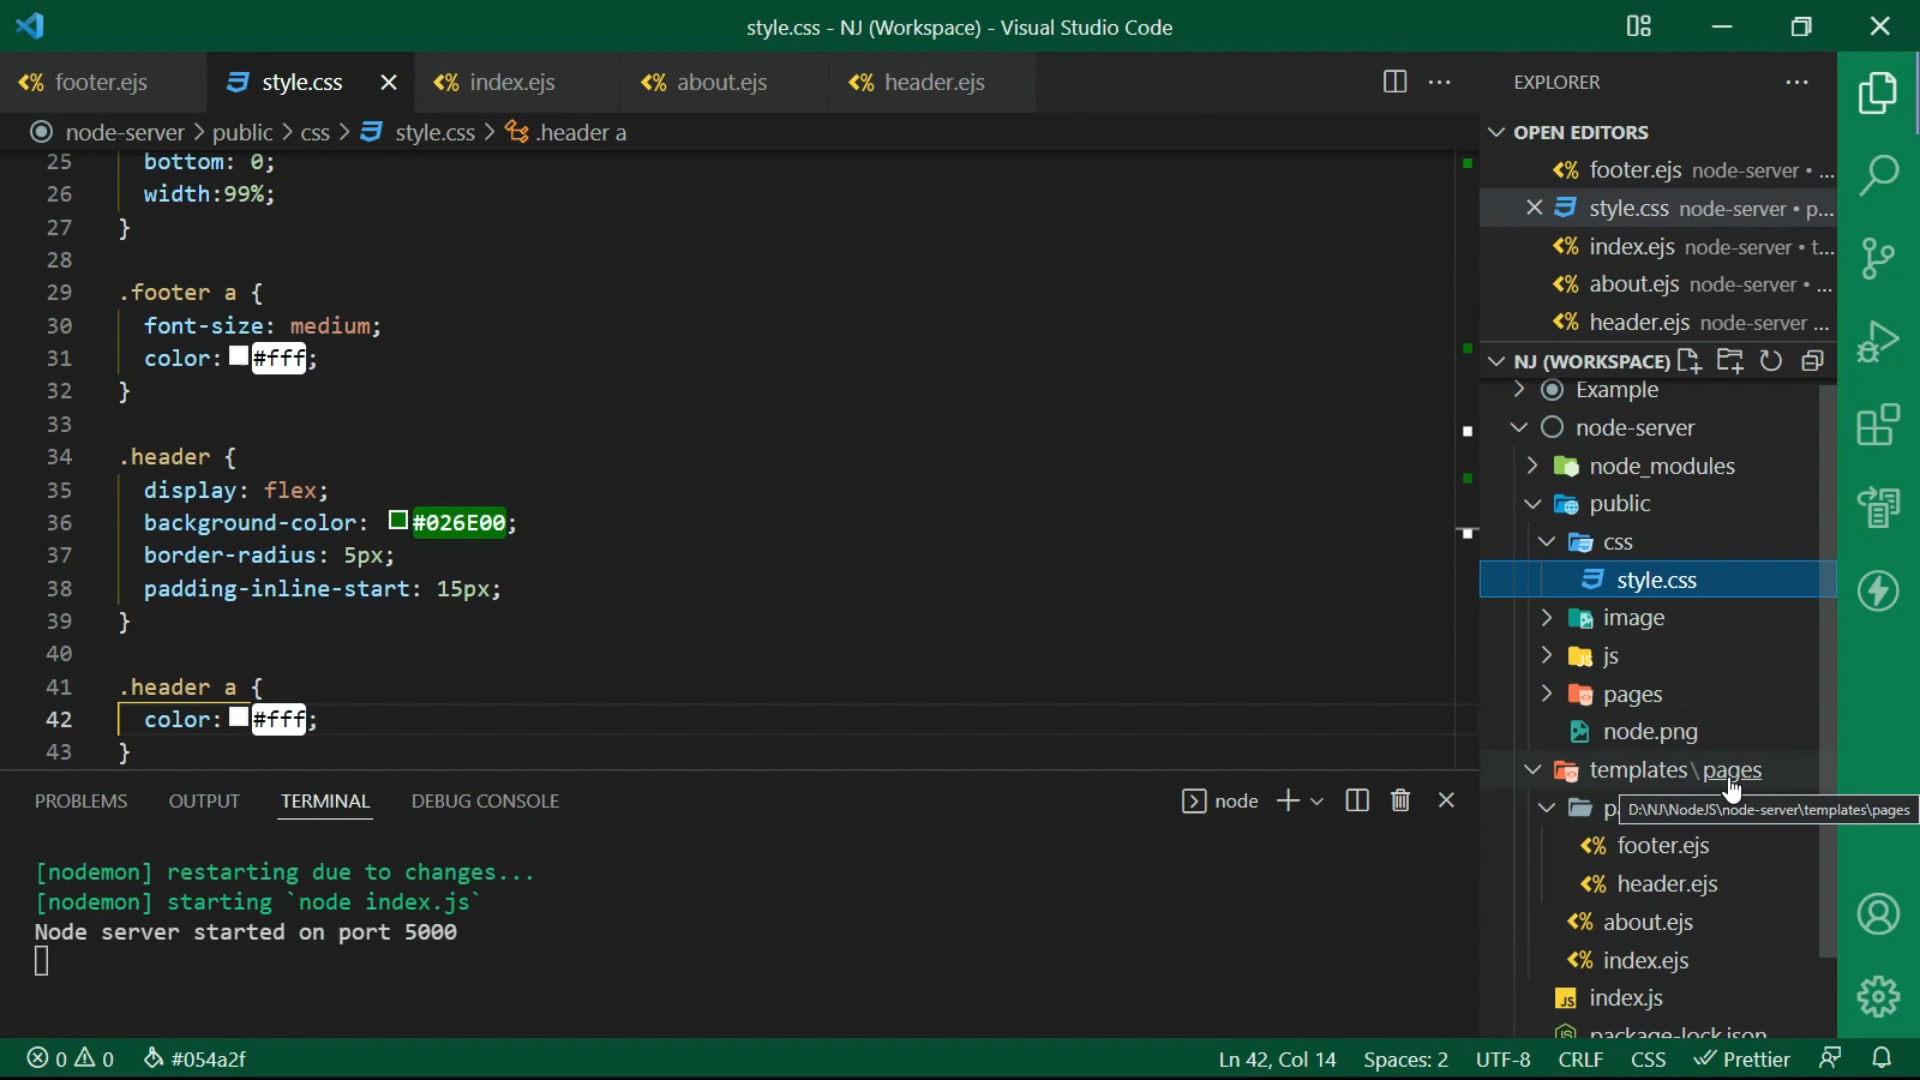 style.css - NJ (Workspace) - Visual Studio Code
footer.ejs
style.css
index.ejs
about.ejs
header.ejs
node-server > public > css > style.css > .header a
25 bottom: 0;
26 width:99%;
27 }
28
29 .footer a {
30 font-size: medium;
31 color: #fff;
32 }
33
34 .header {
35 display: flex;
36 background-color: #026E00;
37 border-radius: 5px;
38 padding-inline-start: 15px;
39 }
40
41 .header a {
42 color: #fff;
43 }
PROBLEMS OUTPUT TERMINAL DEBUG CONSOLE
node
[nodemon] restarting due to changes...
[nodemon] starting `node index.js`
Node server started on port 5000
EXPLORER
OPEN EDITORS
footer.ejs node-server • ...
style.css node-server • p...
index.ejs node-server • t...
about.ejs node-server • ...
header.ejs node-server ...
NJ (WORKSPACE)
Example
node-server
node_modules
public
css
style.css
image
js
pages
node.png
templates \ pages
D:\NJ\NodeJS\node-server\templates\pages
footer.ejs
header.ejs
about.ejs
index.ejs
index.js
package-lock.json
0 0 #054a2f
Ln 42, Col 14 Spaces: 2 UTF-8 CRLF CSS Prettier